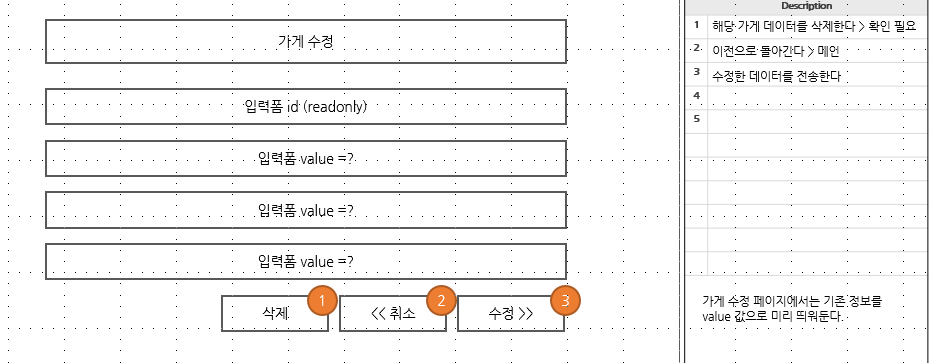 가게 수정
입력폼 id (readonly)
입력폼 value =?
입력폼 value =?
입력폼 value =?
삭제
1
<< 취소
2
수정 >>
3
Description
1 해당 가게 데이터를 삭제한다 > 확인 필요
2 이전으로 돌아간다 > 메인
3 수정한 데이터를 전송한다
4
5
가게 수정 페이지에서는 기존 정보를
value 값으로 미리 띄워둔다.